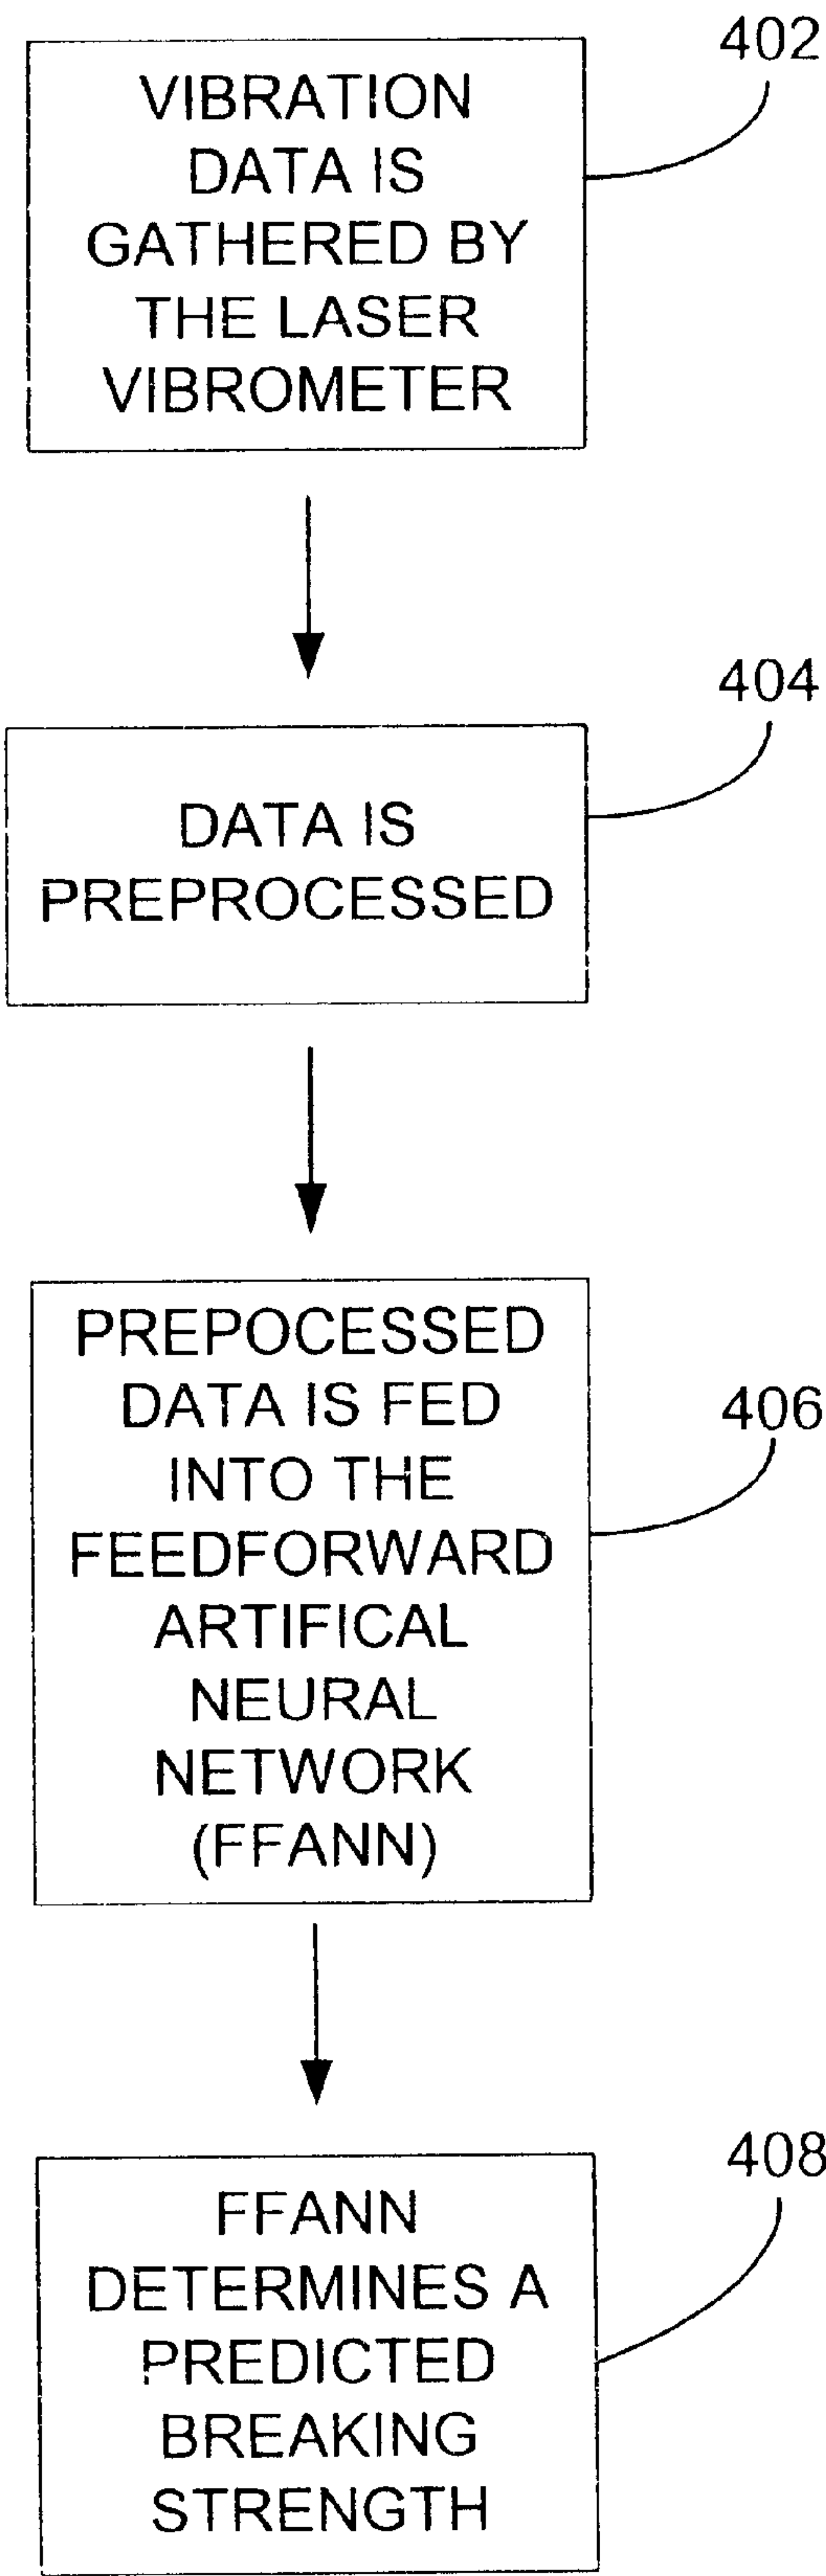 402
VIBRATION
DATA IS
GATHERED BY
THE LASER
VIBROMETER
404
DATA IS
PREPROCESSED
PREPOCESSED
DATA IS FED
INTO THE
FEEDFORWARD
ARTIFICAL
NEURAL
NETWORK
(FFANN)
406
408
FFANN
DETERMINES A
PREDICTED
BREAKING
STRENGTH